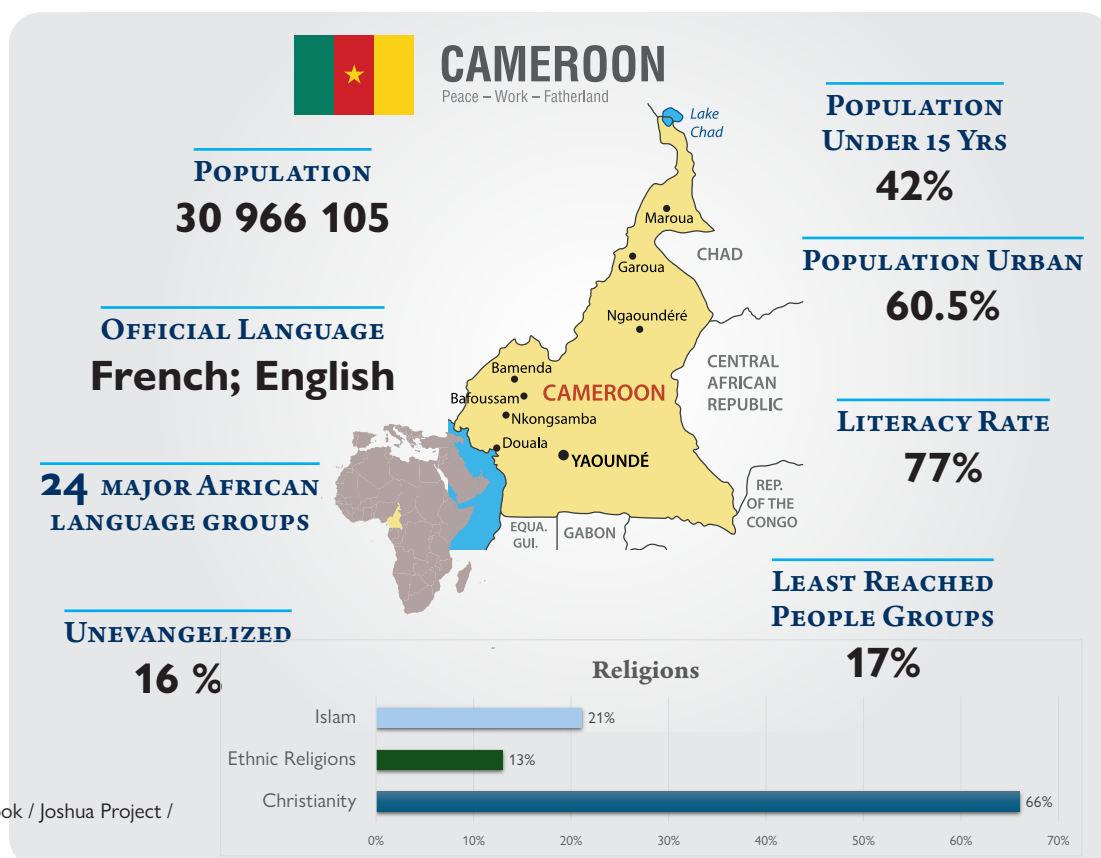 CAMEROON
Peace – Work – Fatherland
POPULATION
30 966 105
OFFICIAL LANGUAGE
French; English
24 MAJOR AFRICAN
LANGUAGE GROUPS
UNEVANGELIZED
16 %
Lake
Chad
Maroua
CHAD
Garoua
Ngaoundéré
CENTRAL
AFRICAN
REPUBLIC
Bamenda
CAMEROON
Bafoussam
Nkongsamba
Douala
YAOUNDÉ
REP.
OF THE
CONGO
EQUA.
GUI.
GABON
POPULATION
UNDER 15 YRS
42%
POPULATION URBAN
60.5%
LITERACY RATE
77%
LEAST REACHED
PEOPLE GROUPS
17%
Religions
Islam 21%
Ethnic Religions 13%
Christianity 66%
0% 10% 20% 30% 40% 50% 60% 70%
ok / Joshua Project /